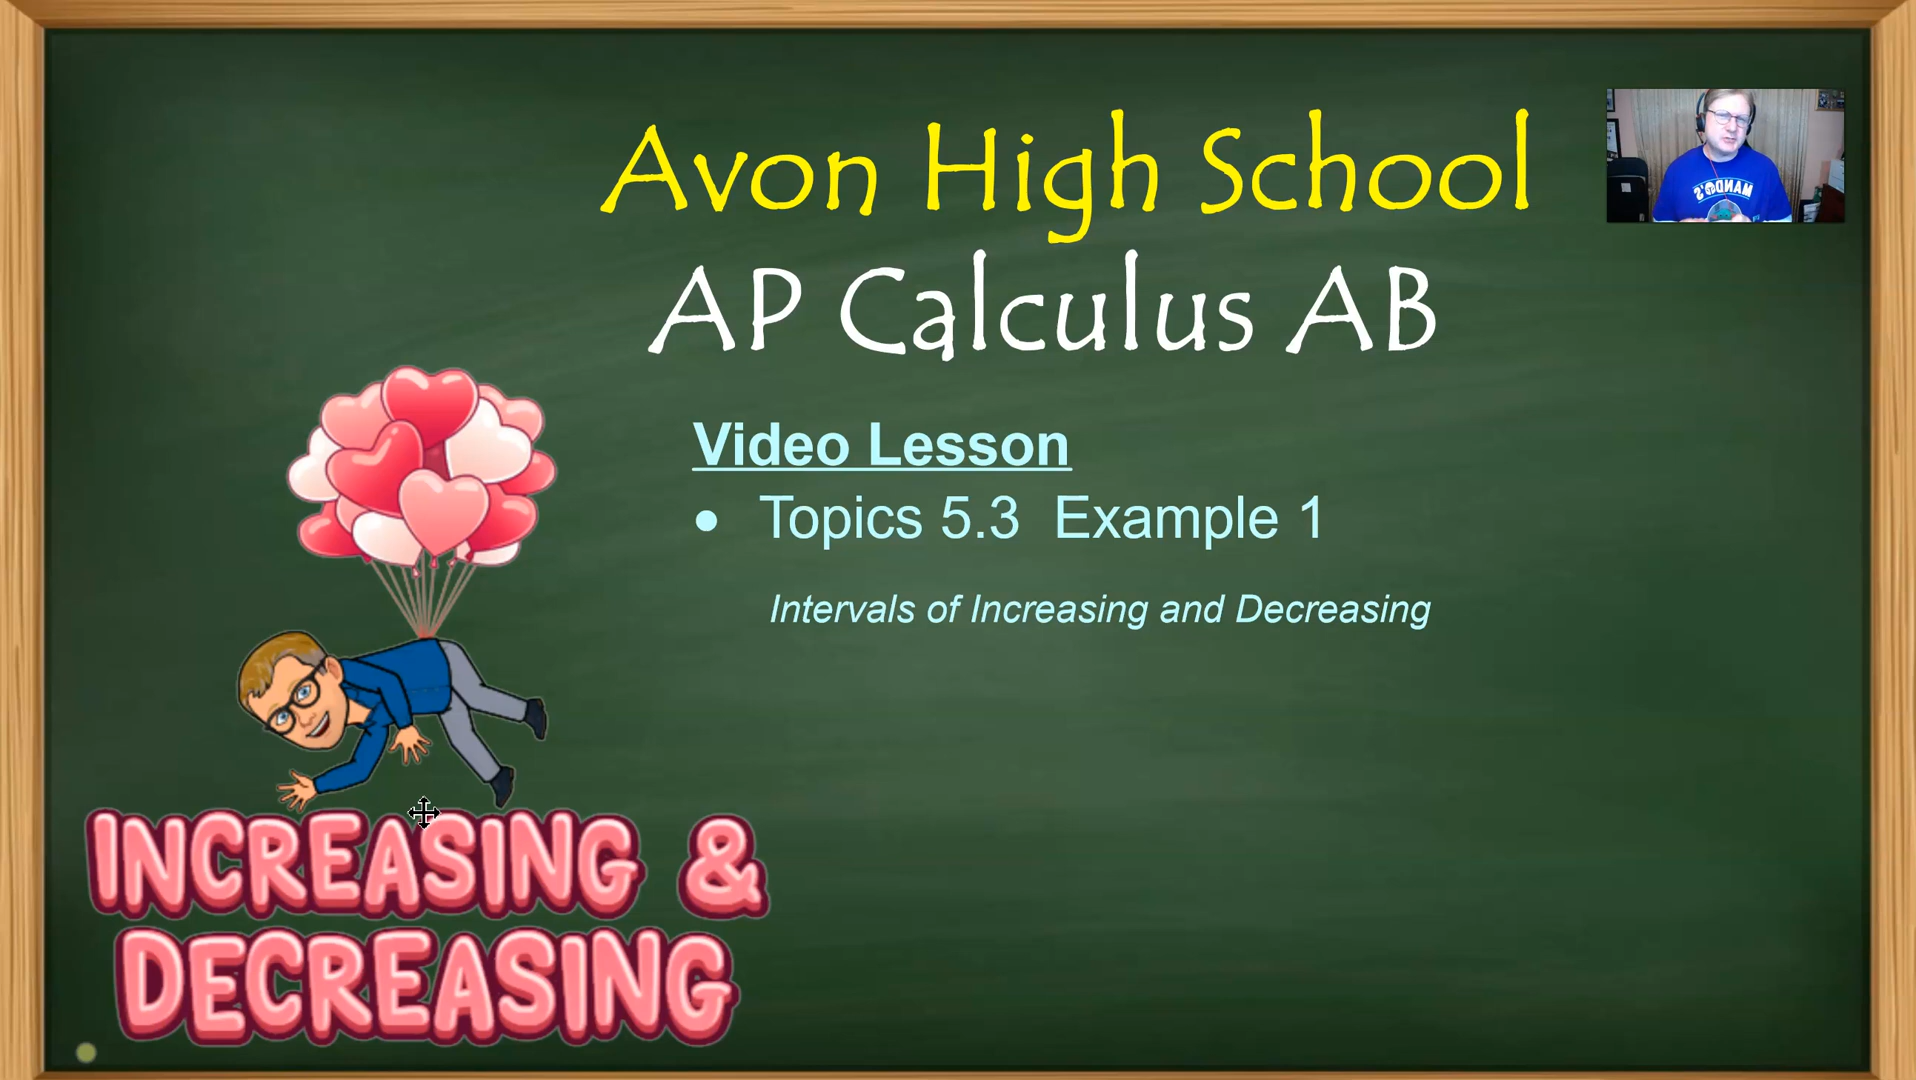 Avon High School
AP Calculus AB
MANDO'S
Video Lesson
• Topics 5.3 Example 1
Intervals of Increasing and Decreasing
INCREASING &
DECREASING